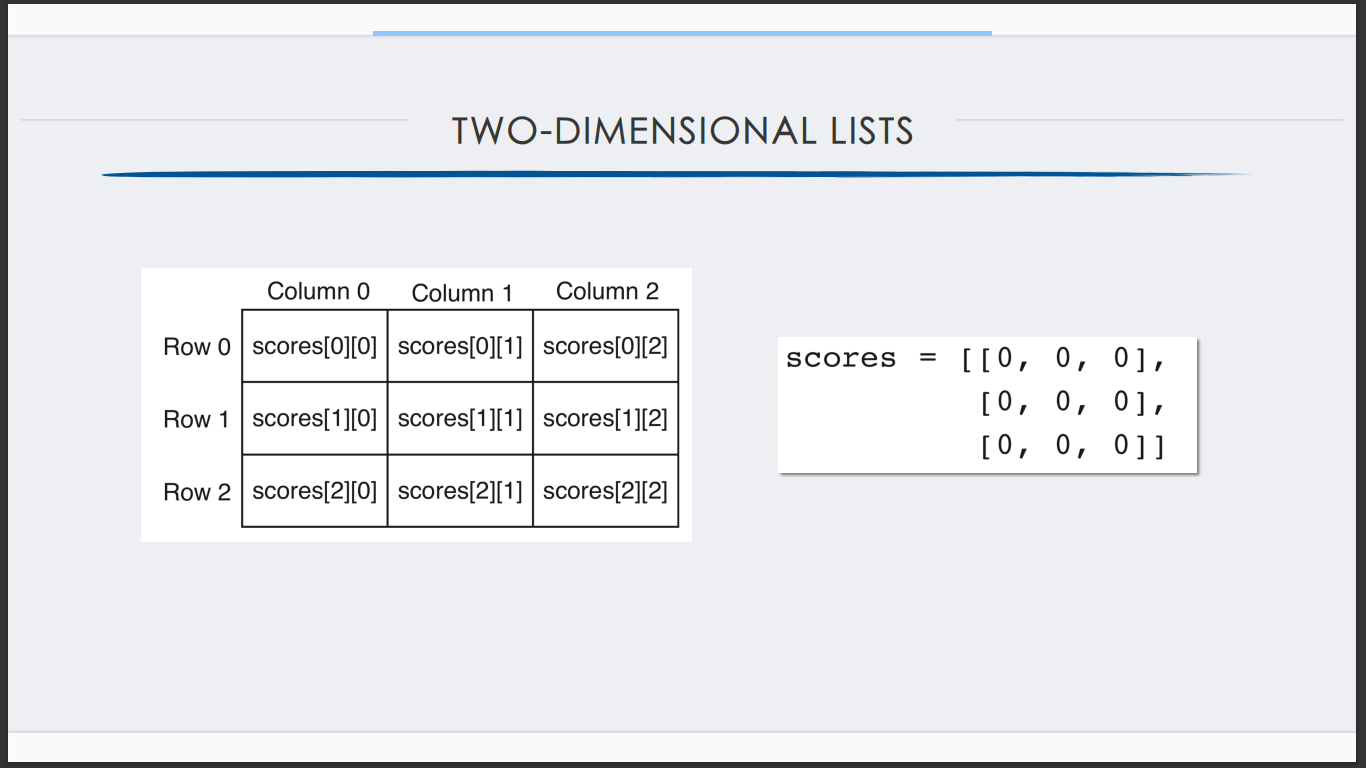 TWO-DIMENSIONAL LISTS
Column 0 Column 1 Column 2
Row 0 scores[0][0] scores[0][1] scores[0][2]
Row 1 scores[1][0] scores[1][1] scores[1][2]
Row 2 scores[2][0] scores[2][1] scores[2][2]
scores = [[0, 0, 0],
[0, 0, 0],
[0, 0, 0]]